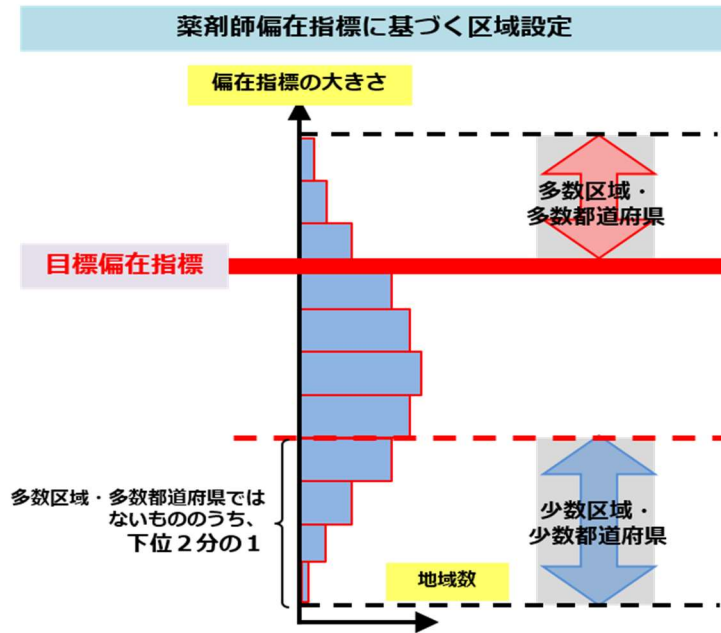 薬剤師偏在指標に基づく区域設定
偏在指標の大きさ
多数区域・
多数都道府県
目標偏在指標
多数区域・多数都道府県では
ないもののうち、
下位２分の１
少数区域・
少数都道府県
地域数